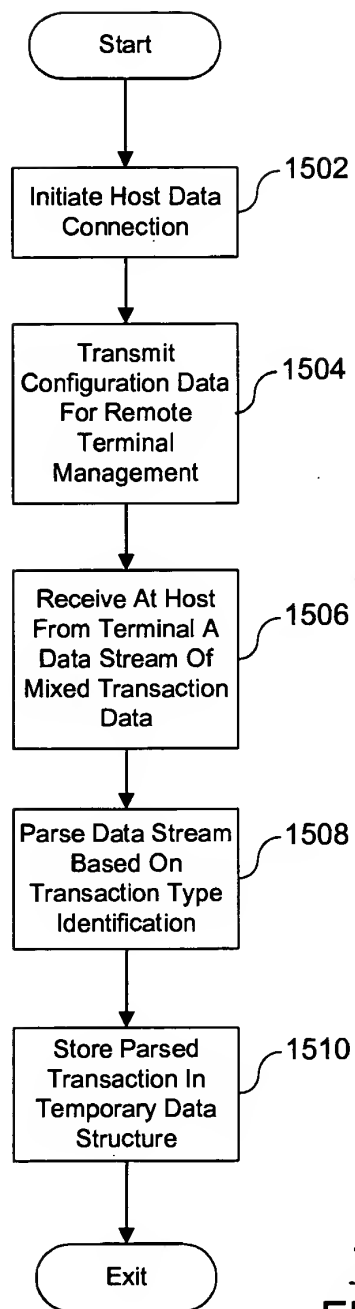 Start
1502
Initiate Host Data
Connection
1504
Transmit
Configuration Data
For Remote
Terminal
Management
1506
Receive At Host
From Terminal A
Data Stream Of
Mixed Transaction
Data
1508
Parse Data Stream
Based On
Transaction Type
Identification
1510
Store Parsed
Transaction In
Temporary Data
Structure
Exit